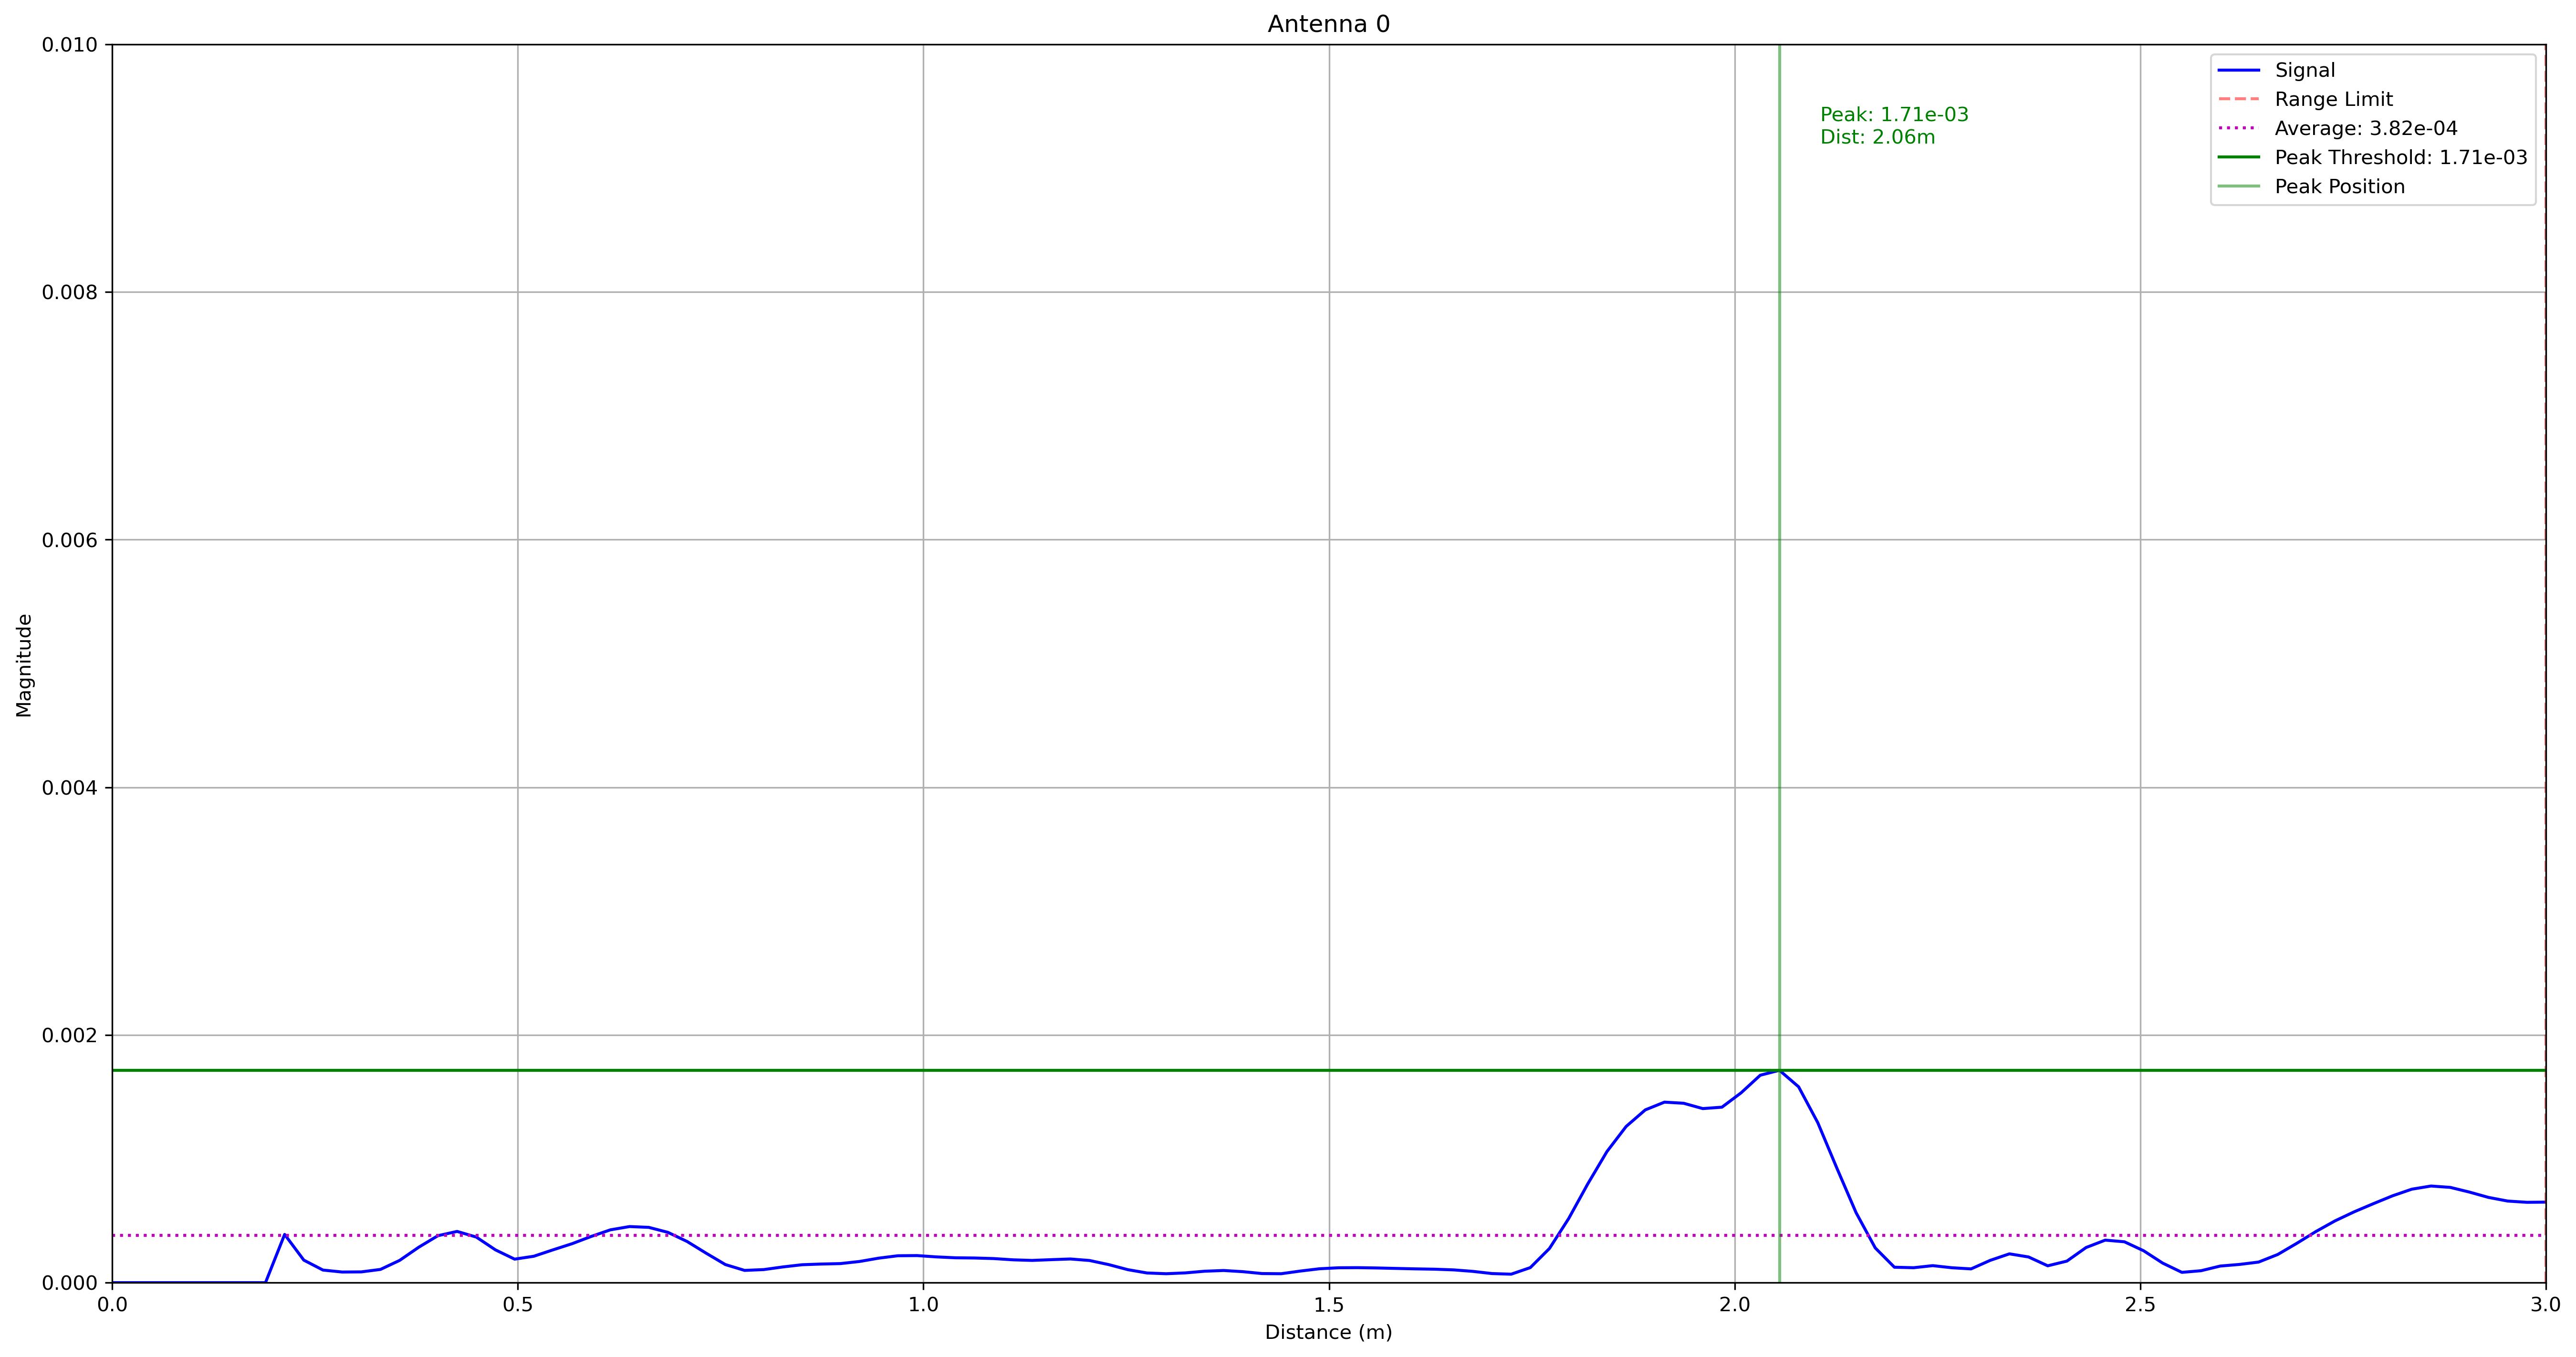 Antenna 0
0.010
0.008
0.006
0.004
0.002
0.000
Magnitude
Peak: 1.71e-03
Dist: 2.06m
Signal
Range Limit
Average: 3.82e-04
Peak Threshold: 1.71e-03
Peak Position
0.0 0.5 1.0 1.5 2.0 2.5 3.0
Distance (m)